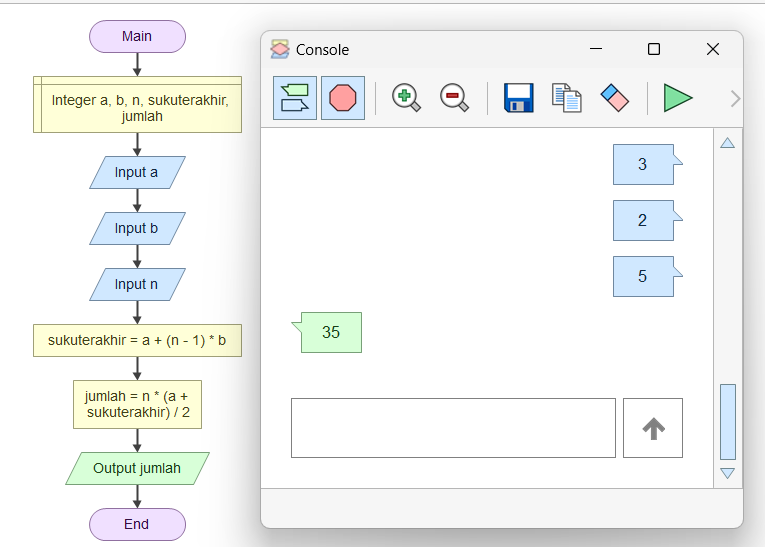 Main
Integer a, b, n, sukuterakhir,
jumlah
Input a
Input b
Input n
sukuterakhir = a + (n - 1) * b
jumlah = n * (a +
sukuterakhir) / 2
Output jumlah
End
Console
3
2
5
35